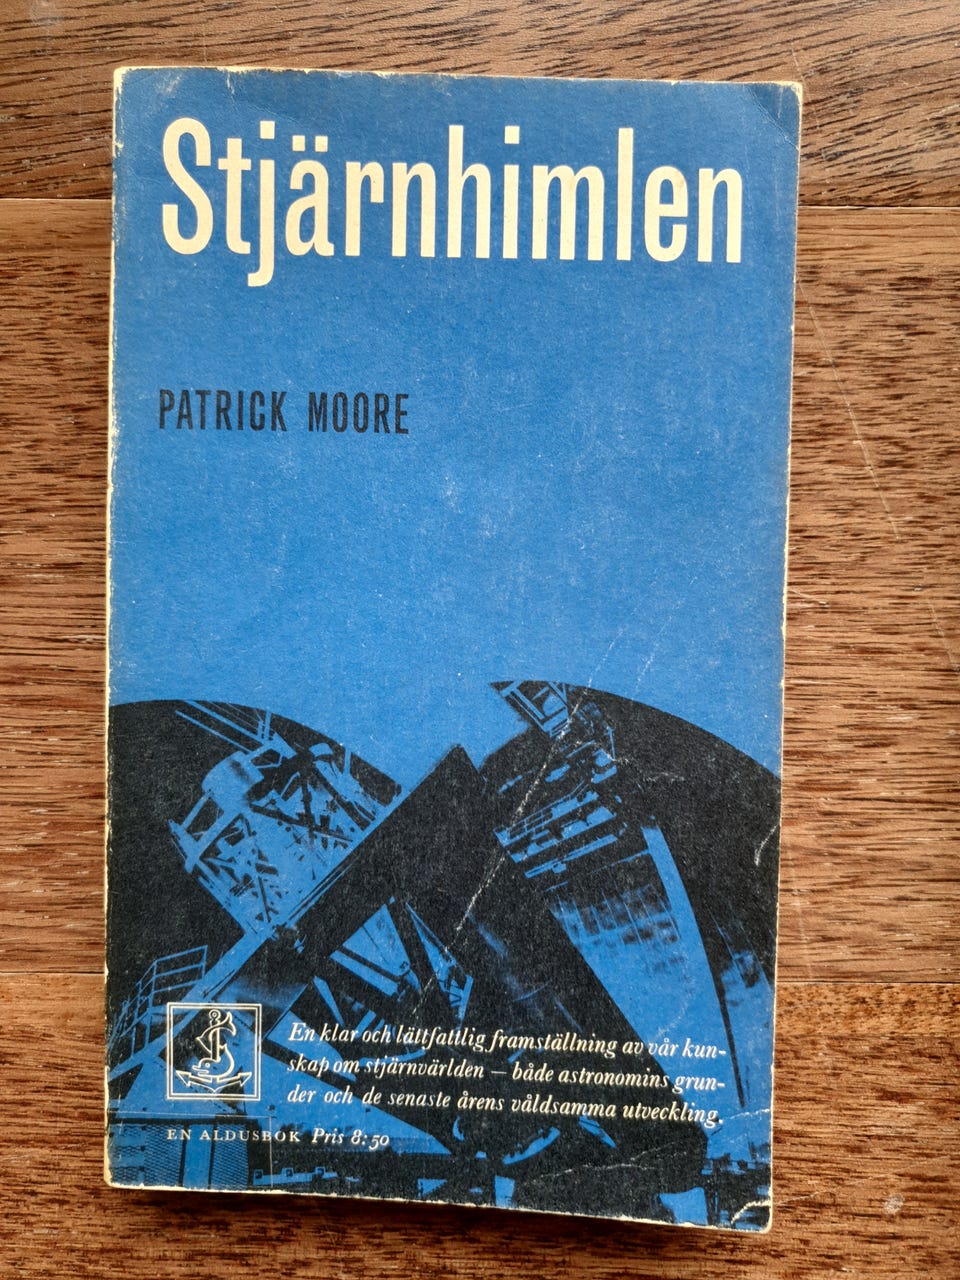 Stjärnhimlen
PATRICK MOORE
En klar och lättfattlig framställning av vår kun-
skap om stjärnvärlden – både astronomins grun-
der och de senaste årens våldsamma utveckling.
EN ALDUSBOK Pris 8:50